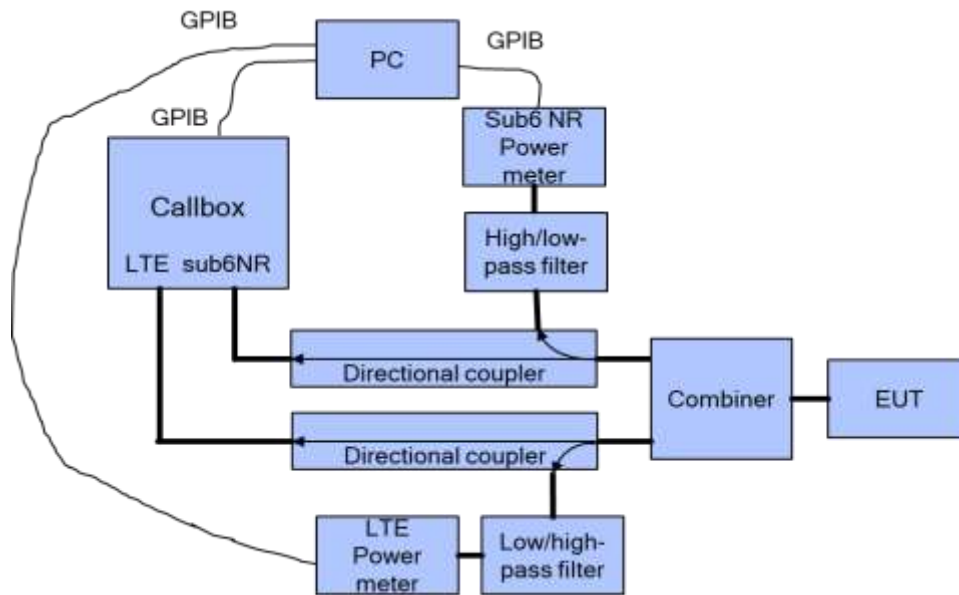 GPIB
PC
GPIB
GPIB
Sub6 NR
Power
meter
Callbox
LTE sub6NR
High/low-
pass filter
Directional coupler
Combiner
EUT
Directional coupler
LTE
Power
meter
Low/high-
pass filter